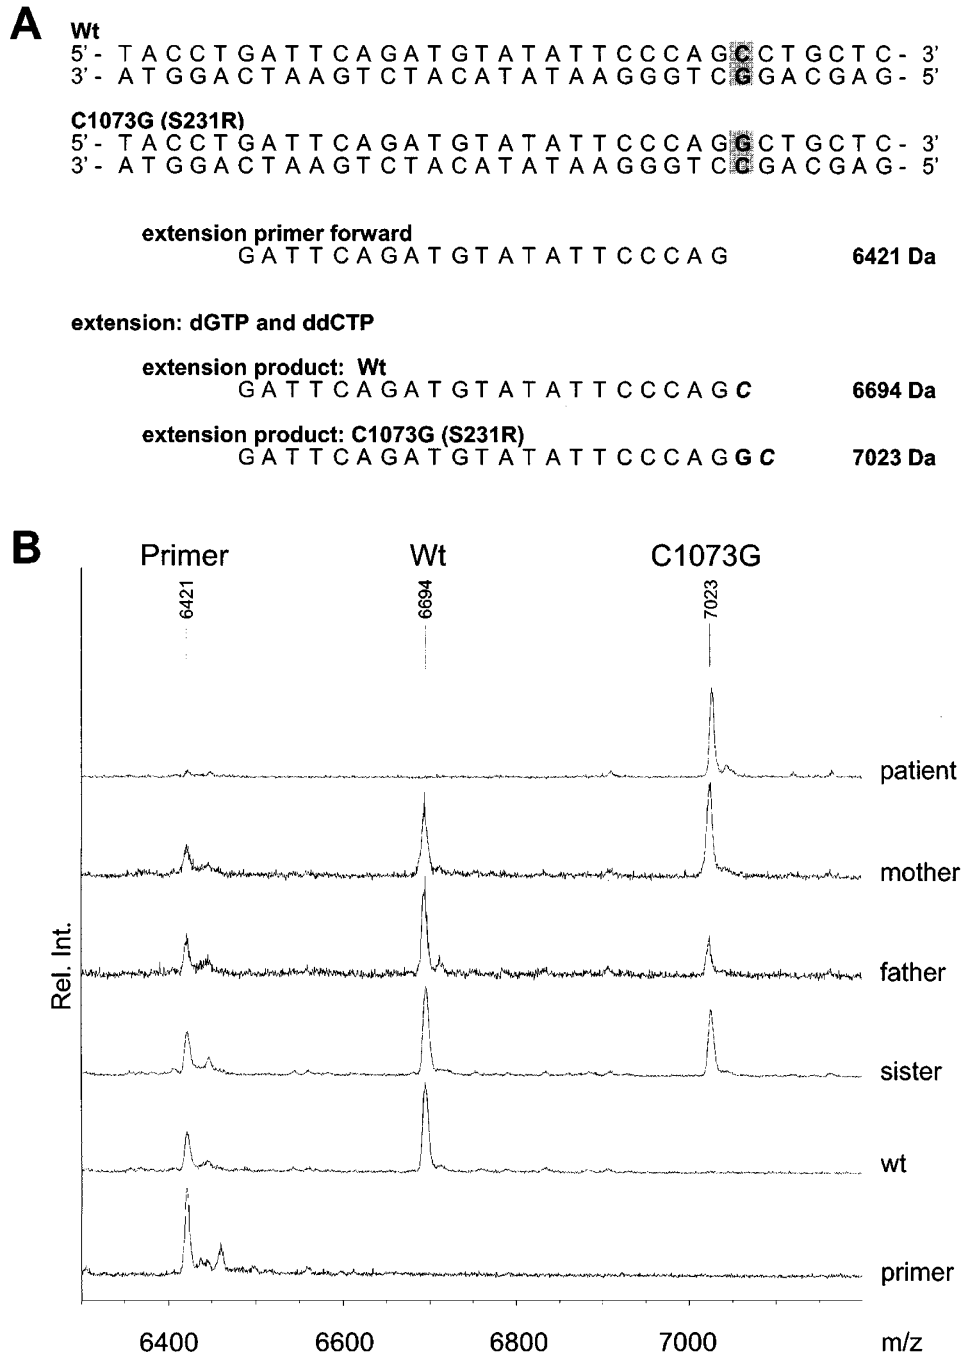 A
Wt
5' - T A C C T G A T T C A G A T G T A T A T T C C C A G C C T G C T C - 3'
3' - A T G G A C T A A G T C T A C A T A T A A G G G T C G G A C G A G - 5'
C1073G (S231R)
5' - T A C C T G A T T C A G A T G T A T A T T C C C A G G C T G C T C - 3'
3' - A T G G A C T A A G T C T A C A T A T A A G G G T C C G A C G A G - 5'
extension primer forward
G A T T C A G A T G T A T A T T C C C A G 6421 Da
extension: dGTP and ddCTP
extension product: Wt
G A T T C A G A T G T A T A T T C C C A G C 6694 Da
extension product: C1073G (S231R)
G A T T C A G A T G T A T A T T C C C A G G C 7023 Da
B
Primer Wt C1073G
6421 6694 7023
patient
mother
father
sister
wt
primer
Rel. Int.
6400 6600 6800 7000 m/z